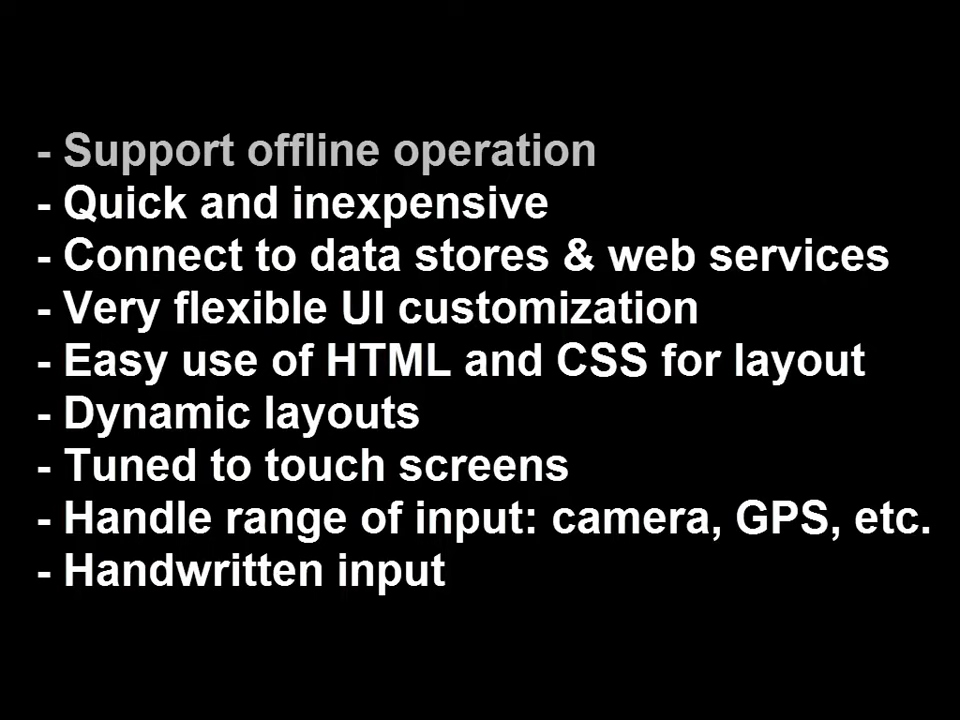 - Support offline operation
- Quick and inexpensive
- Connect to data stores & web services
- Very flexible UI customization
- Easy use of HTML and CSS for layout
- Dynamic layouts
- Tuned to touch screens
- Handle range of input: camera, GPS, etc.
- Handwritten input